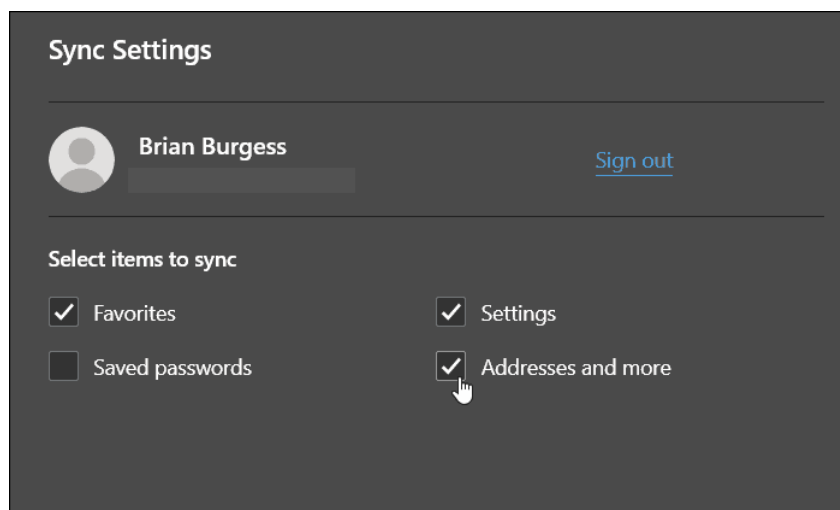 Sync Settings
Brian Burgess
Sign out
Select items to sync
Favorites
Settings
Saved passwords
Addresses and more